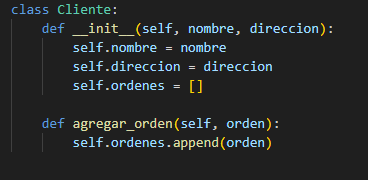 class Cliente:
    def __init__(self, nombre, direccion):
        self.nombre = nombre
        self.direccion = direccion
        self.ordenes = []

    def agregar_orden(self, orden):
        self.ordenes.append(orden)